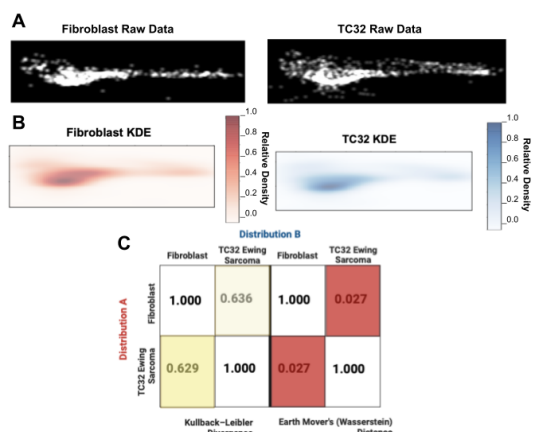 A
Fibroblast Raw Data
TC32 Raw Data
B
Fibroblast KDE
1.0
0.8
0.6
0.4
0.2
0.0
Relative Density
TC32 KDE
1.0
0.8
0.6
0.4
0.2
0.0
Relative Density
C
Distribution B
Fibroblast
TC32 Ewing
Sarcoma
Fibroblast
TC32 Ewing
Sarcoma
Distribution A
Fibroblast
1.000
0.636
1.000
0.027
TC32 Ewing
Sarcoma
0.629
1.000
0.027
1.000
Kullback–Leibler
Earth Mover's (Wasserstein)